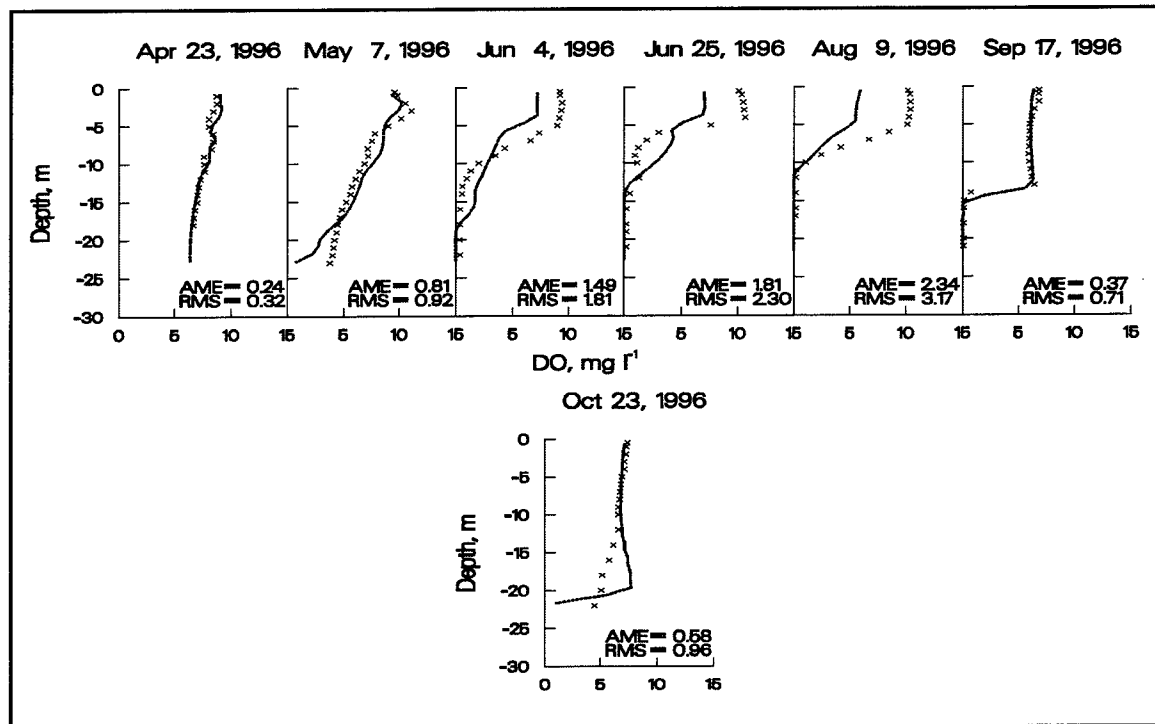 Apr 23, 1996 May 7, 1996 Jun 4, 1996 Jun 25, 1996 Aug 9, 1996 Sep 17, 1996
0
-5
-10
-15
-20
-25
-30
Depth, m
AME= 0.24
RMS= 0.32
AME= 0.81
RMS= 0.92
AME= 1.49
RMS= 1.81
AME= 1.81
RMS= 2.30
AME= 2.34
RMS= 3.17
AME= 0.37
RMS= 0.71
0 5 10 5 10 15 5 10 15 5 10 15 5 10 15 5 10 15
DO, mg l⁻¹
Oct 23, 1996
0
-5
-10
-15
-20
-25
-30
Depth, m
AME= 0.58
RMS= 0.96
0 5 10 15